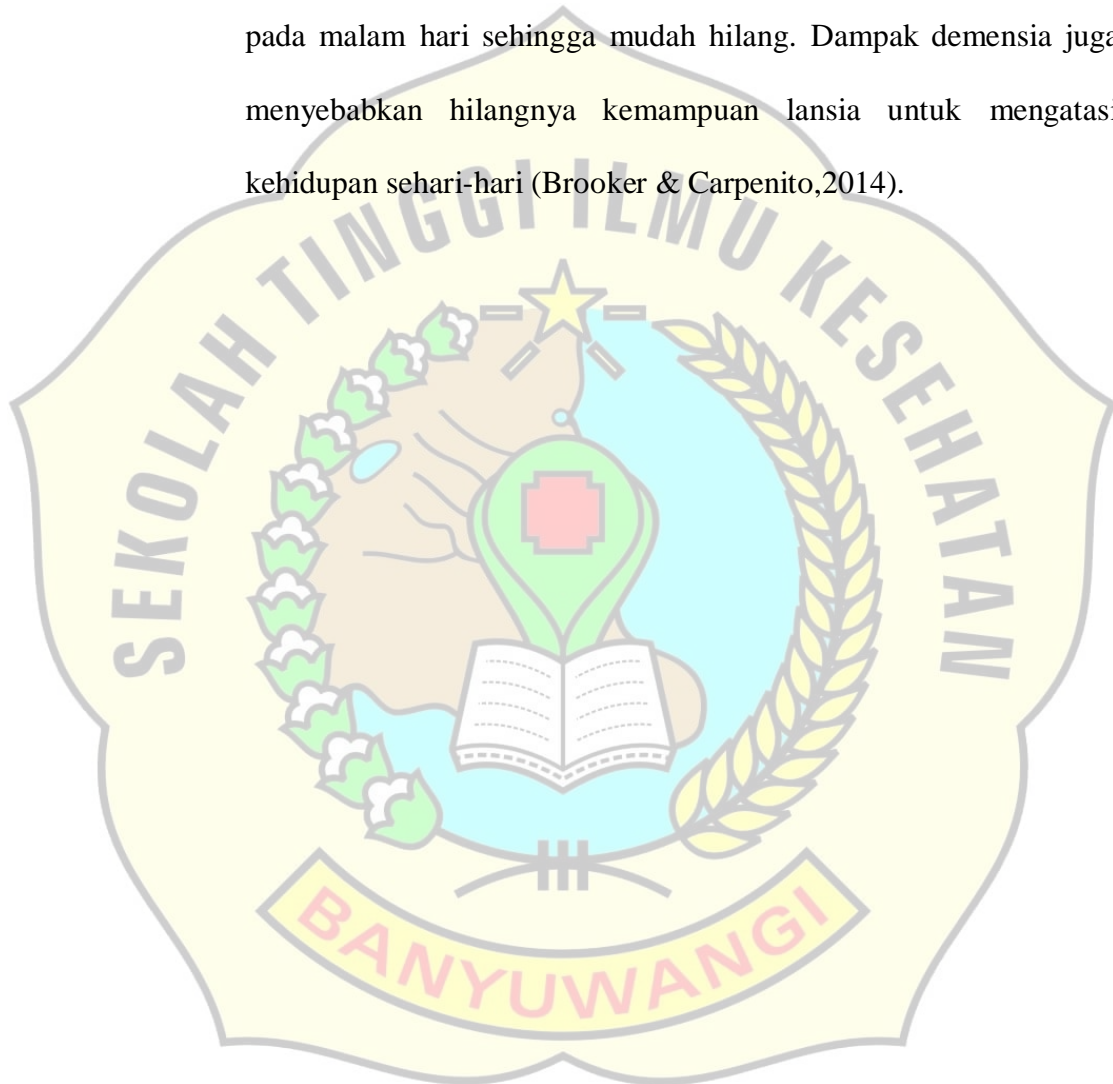 pada malam hari sehingga mudah hilang. Dampak demensia juga
menyebabkan hilangnya kemampuan lansia untuk mengatasi
kehidupan sehari-hari (Brooker & Carpenito,2014).
SEKOLAH TINGGI ILMU KESEHATAN
BANYUWANGI